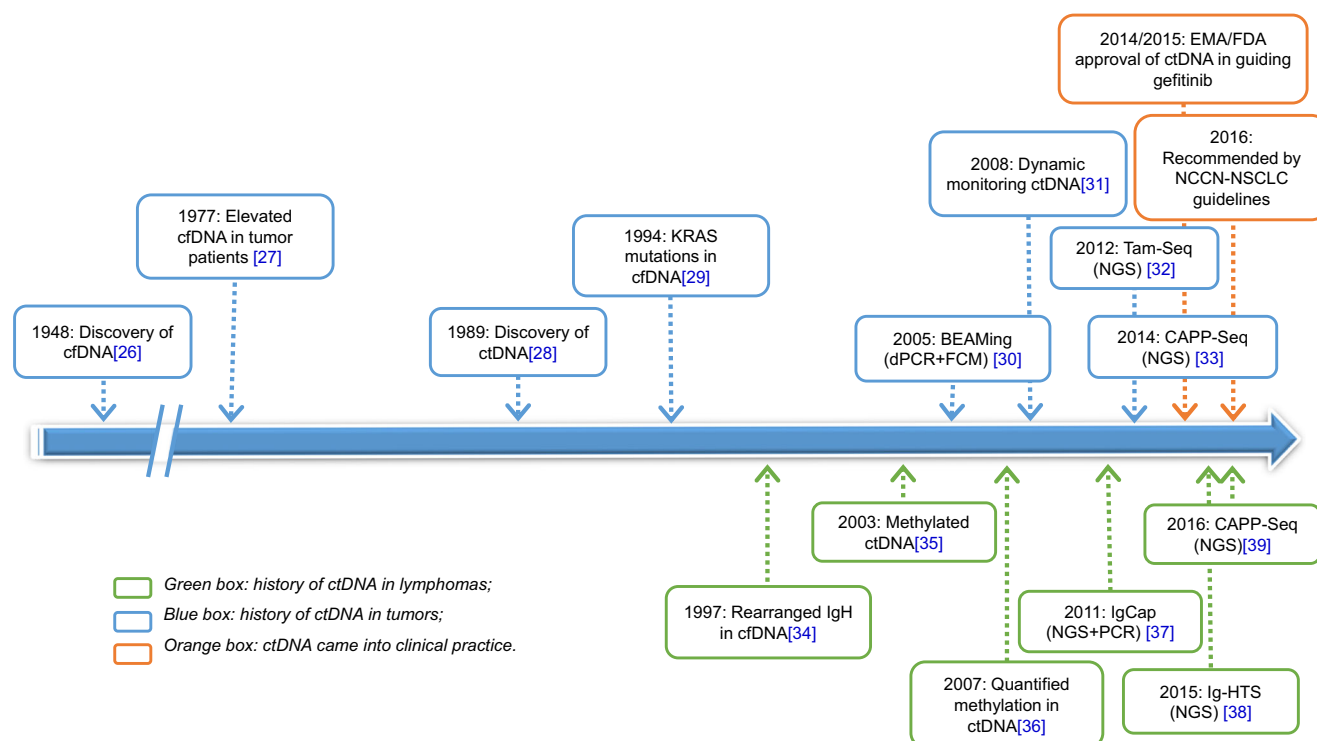 2014/2015: EMA/FDA
approval of ctDNA in guiding
gefitinib
2016:
Recommended by
NCCN-NSCLC
guidelines
2008: Dynamic
monitoring ctDNA[31]
1977: Elevated
cfDNA in tumor
patients [27]
1994: KRAS
mutations in
cfDNA[29]
2012: Tam-Seq
(NGS) [32]
1948: Discovery of
cfDNA[26]
1989: Discovery of
ctDNA[28]
2005: BEAMing
(dPCR+FCM) [30]
2014: CAPP-Seq
(NGS) [33]
2003: Methylated
ctDNA[35]
2016: CAPP-Seq
(NGS)[39]
1997: Rearranged IgH
in cfDNA[34]
2011: IgCap
(NGS+PCR) [37]
2007: Quantified
methylation in
ctDNA[36]
2015: Ig-HTS
(NGS) [38]
Green box: history of ctDNA in lymphomas;
Blue box: history of ctDNA in tumors;
Orange box: ctDNA came into clinical practice.